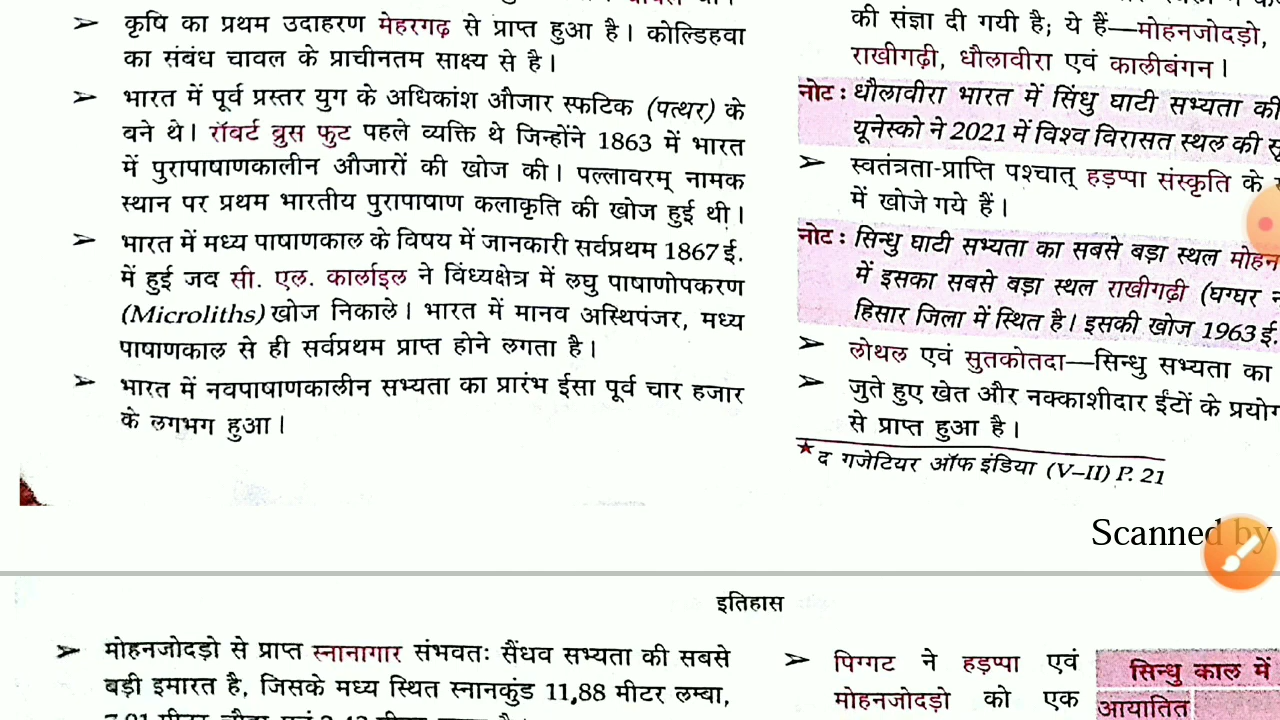 ➢ कृषि का प्रथम उदाहरण मेहरगढ़ से प्राप्त हुआ है। कोल्डिहवा
का संबंध चावल के प्राचीनतम साक्ष्य से है।
➢ भारत में पूर्व प्रस्तर युग के अधिकांश औजार स्फटिक (पत्थर) के
बने थे। रॉबर्ट ब्रुस फुट पहले व्यक्ति थे जिन्होंने 1863 में भारत
में पुरापाषाणकालीन औजारों की खोज की। पल्लावरम् नामक
स्थान पर प्रथम भारतीय पुरापाषाण कलाकृति की खोज हुई थी।
➢ भारत में मध्य पाषाणकाल के विषय में जानकारी सर्वप्रथम 1867 ई.
में हुई जब सी. एल. कार्लाइल ने विंध्यक्षेत्र में लघु पाषाणोपकरण
(Microliths) खोज निकाले। भारत में मानव अस्थिपंजर, मध्य
पाषाणकाल से ही सर्वप्रथम प्राप्त होने लगता है।
➢ भारत में नवपाषाणकालीन सभ्यता का प्रारंभ ईसा पूर्व चार हजार
के लगभग हुआ।
की संज्ञा दी गयी है; ये हैं—मोहनजोदड़ो,
राखीगढ़ी, धौलावीरा एवं कालीबंगन।
नोट : धौलावीरा भारत में सिंधु घाटी सभ्यता की
यूनेस्को ने 2021 में विश्व विरासत स्थल की
➢ स्वतंत्रता-प्राप्ति पश्चात् हड़प्पा संस्कृति के
में खोजे गये हैं।
नोट : सिन्धु घाटी सभ्यता का सबसे बड़ा स्थल मोहन
में इसका सबसे बड़ा स्थल राखीगढ़ी (घग्घर
हिसार जिला में स्थित है। इसकी खोज 1963 ई.
➢ लोथल एवं सुतकोतदा—सिन्धु सभ्यता का
➢ जुते हुए खेत और नक्काशीदार ईंटों के प्रयोग
से प्राप्त हुआ है।
★ द गजेटियर ऑफ इंडिया (V–II) P. 21
Scanned by
इतिहास
➢ मोहनजोदड़ो से प्राप्त स्नानागार संभवतः सैंधव सभ्यता की सबसे
बड़ी इमारत है, जिसके मध्य स्थित स्नानकुंड 11.88 मीटर लम्बा,
➢ पिग्गट ने हड़प्पा एवं
मोहनजोदड़ो को एक
सिन्धु काल में
आयातित